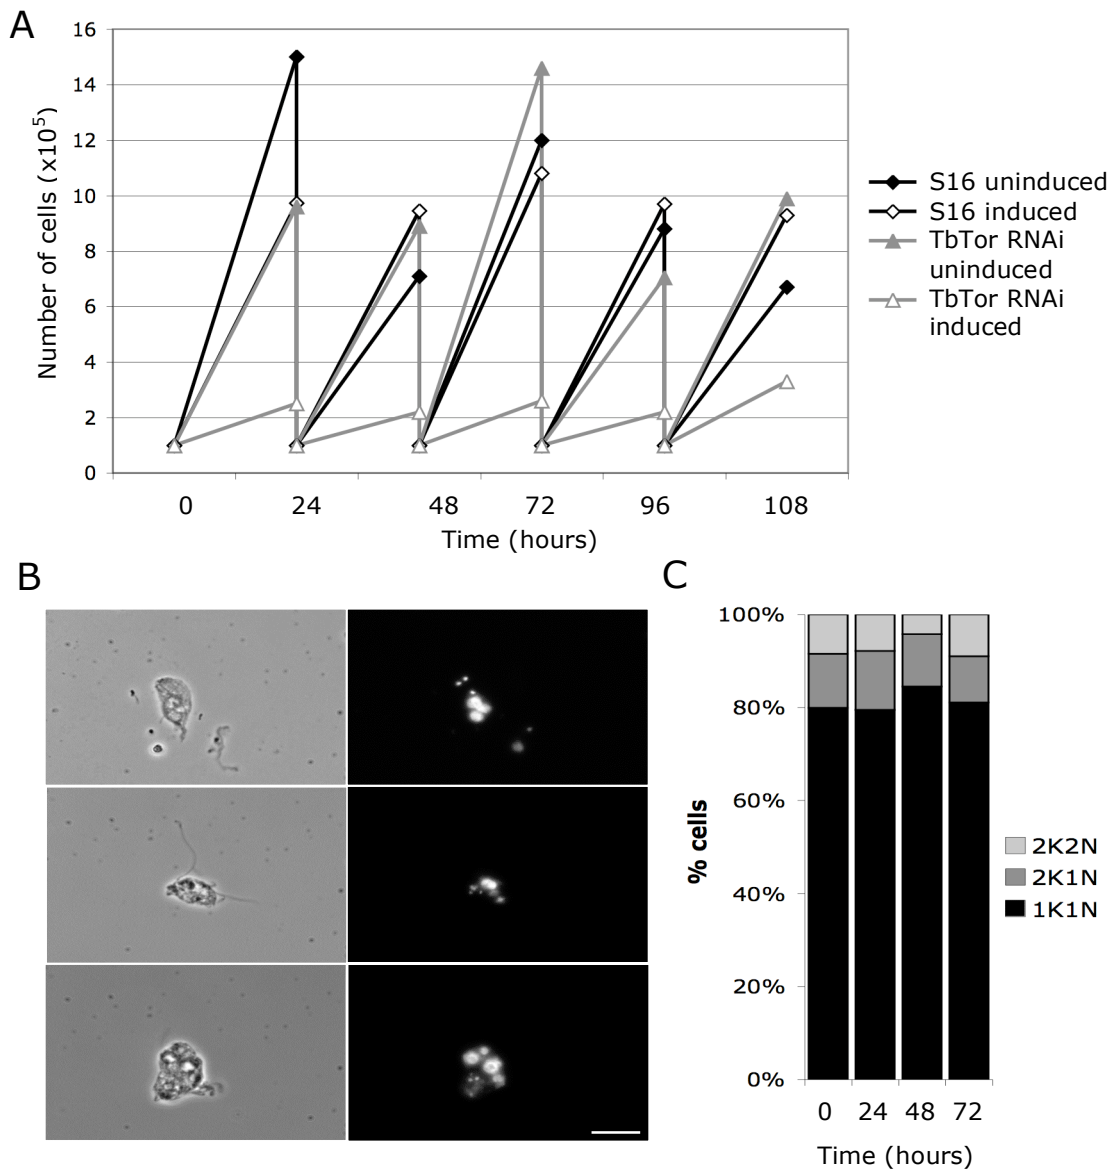 A
16
14
12
10
8
6
4
2
0
Number of cells (x10⁵)
0 24 48 72 96 108
Time (hours)
S16 uninduced
S16 induced
TbTor RNAi
uninduced
TbTor RNAi
induced
B
C
100%
80%
60%
40%
20%
0%
% cells
0 24 48 72
Time (hours)
2K2N
2K1N
1K1N